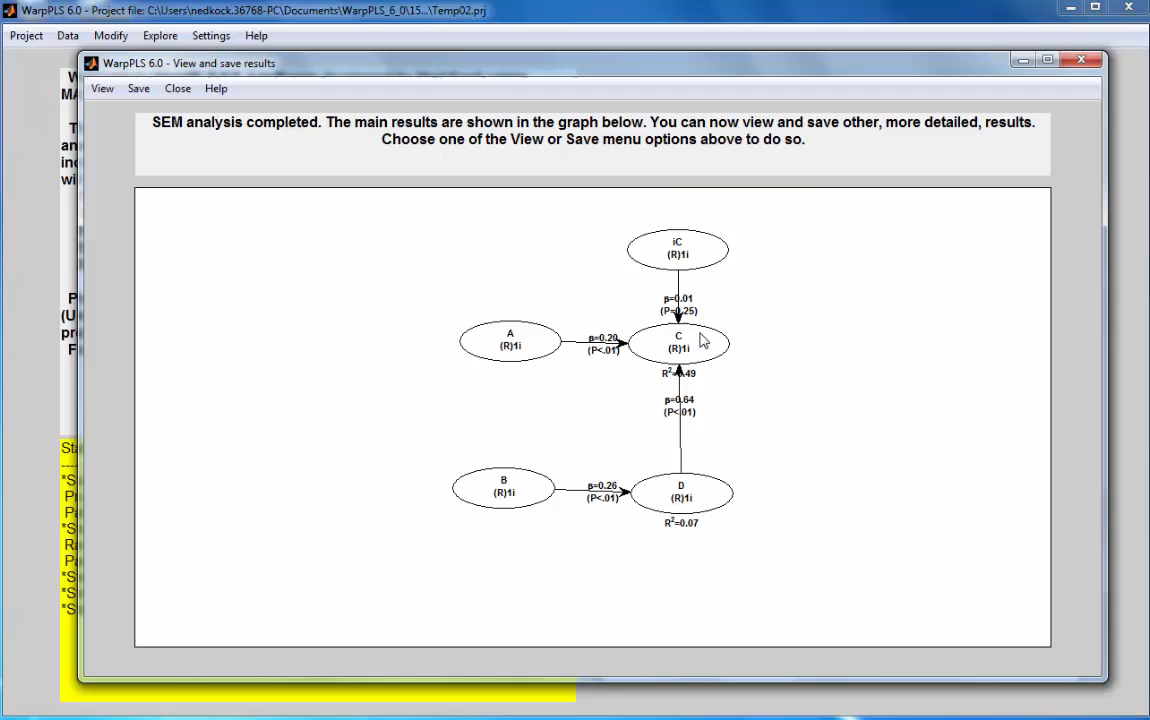 WarpPLS 6.0 - Project file: C:\Users\nedkock.36768-PC\Documents\WarpPLS_6_0\15...\Temp02.prj
Project Data Modify Explore Settings Help
WarpPLS 6.0 - View and save results
View Save Close Help
SEM analysis completed. The main results are shown in the graph below. You can now view and save other, more detailed, results.
Choose one of the View or Save menu options above to do so.
iC
(R)1i
β=0.01
(P=0.25)
A
(R)1i
β=0.20
(P<.01)
C
(R)1i
R²=0.49
β=0.64
(P<.01)
B
(R)1i
β=0.26
(P<.01)
D
(R)1i
R²=0.07